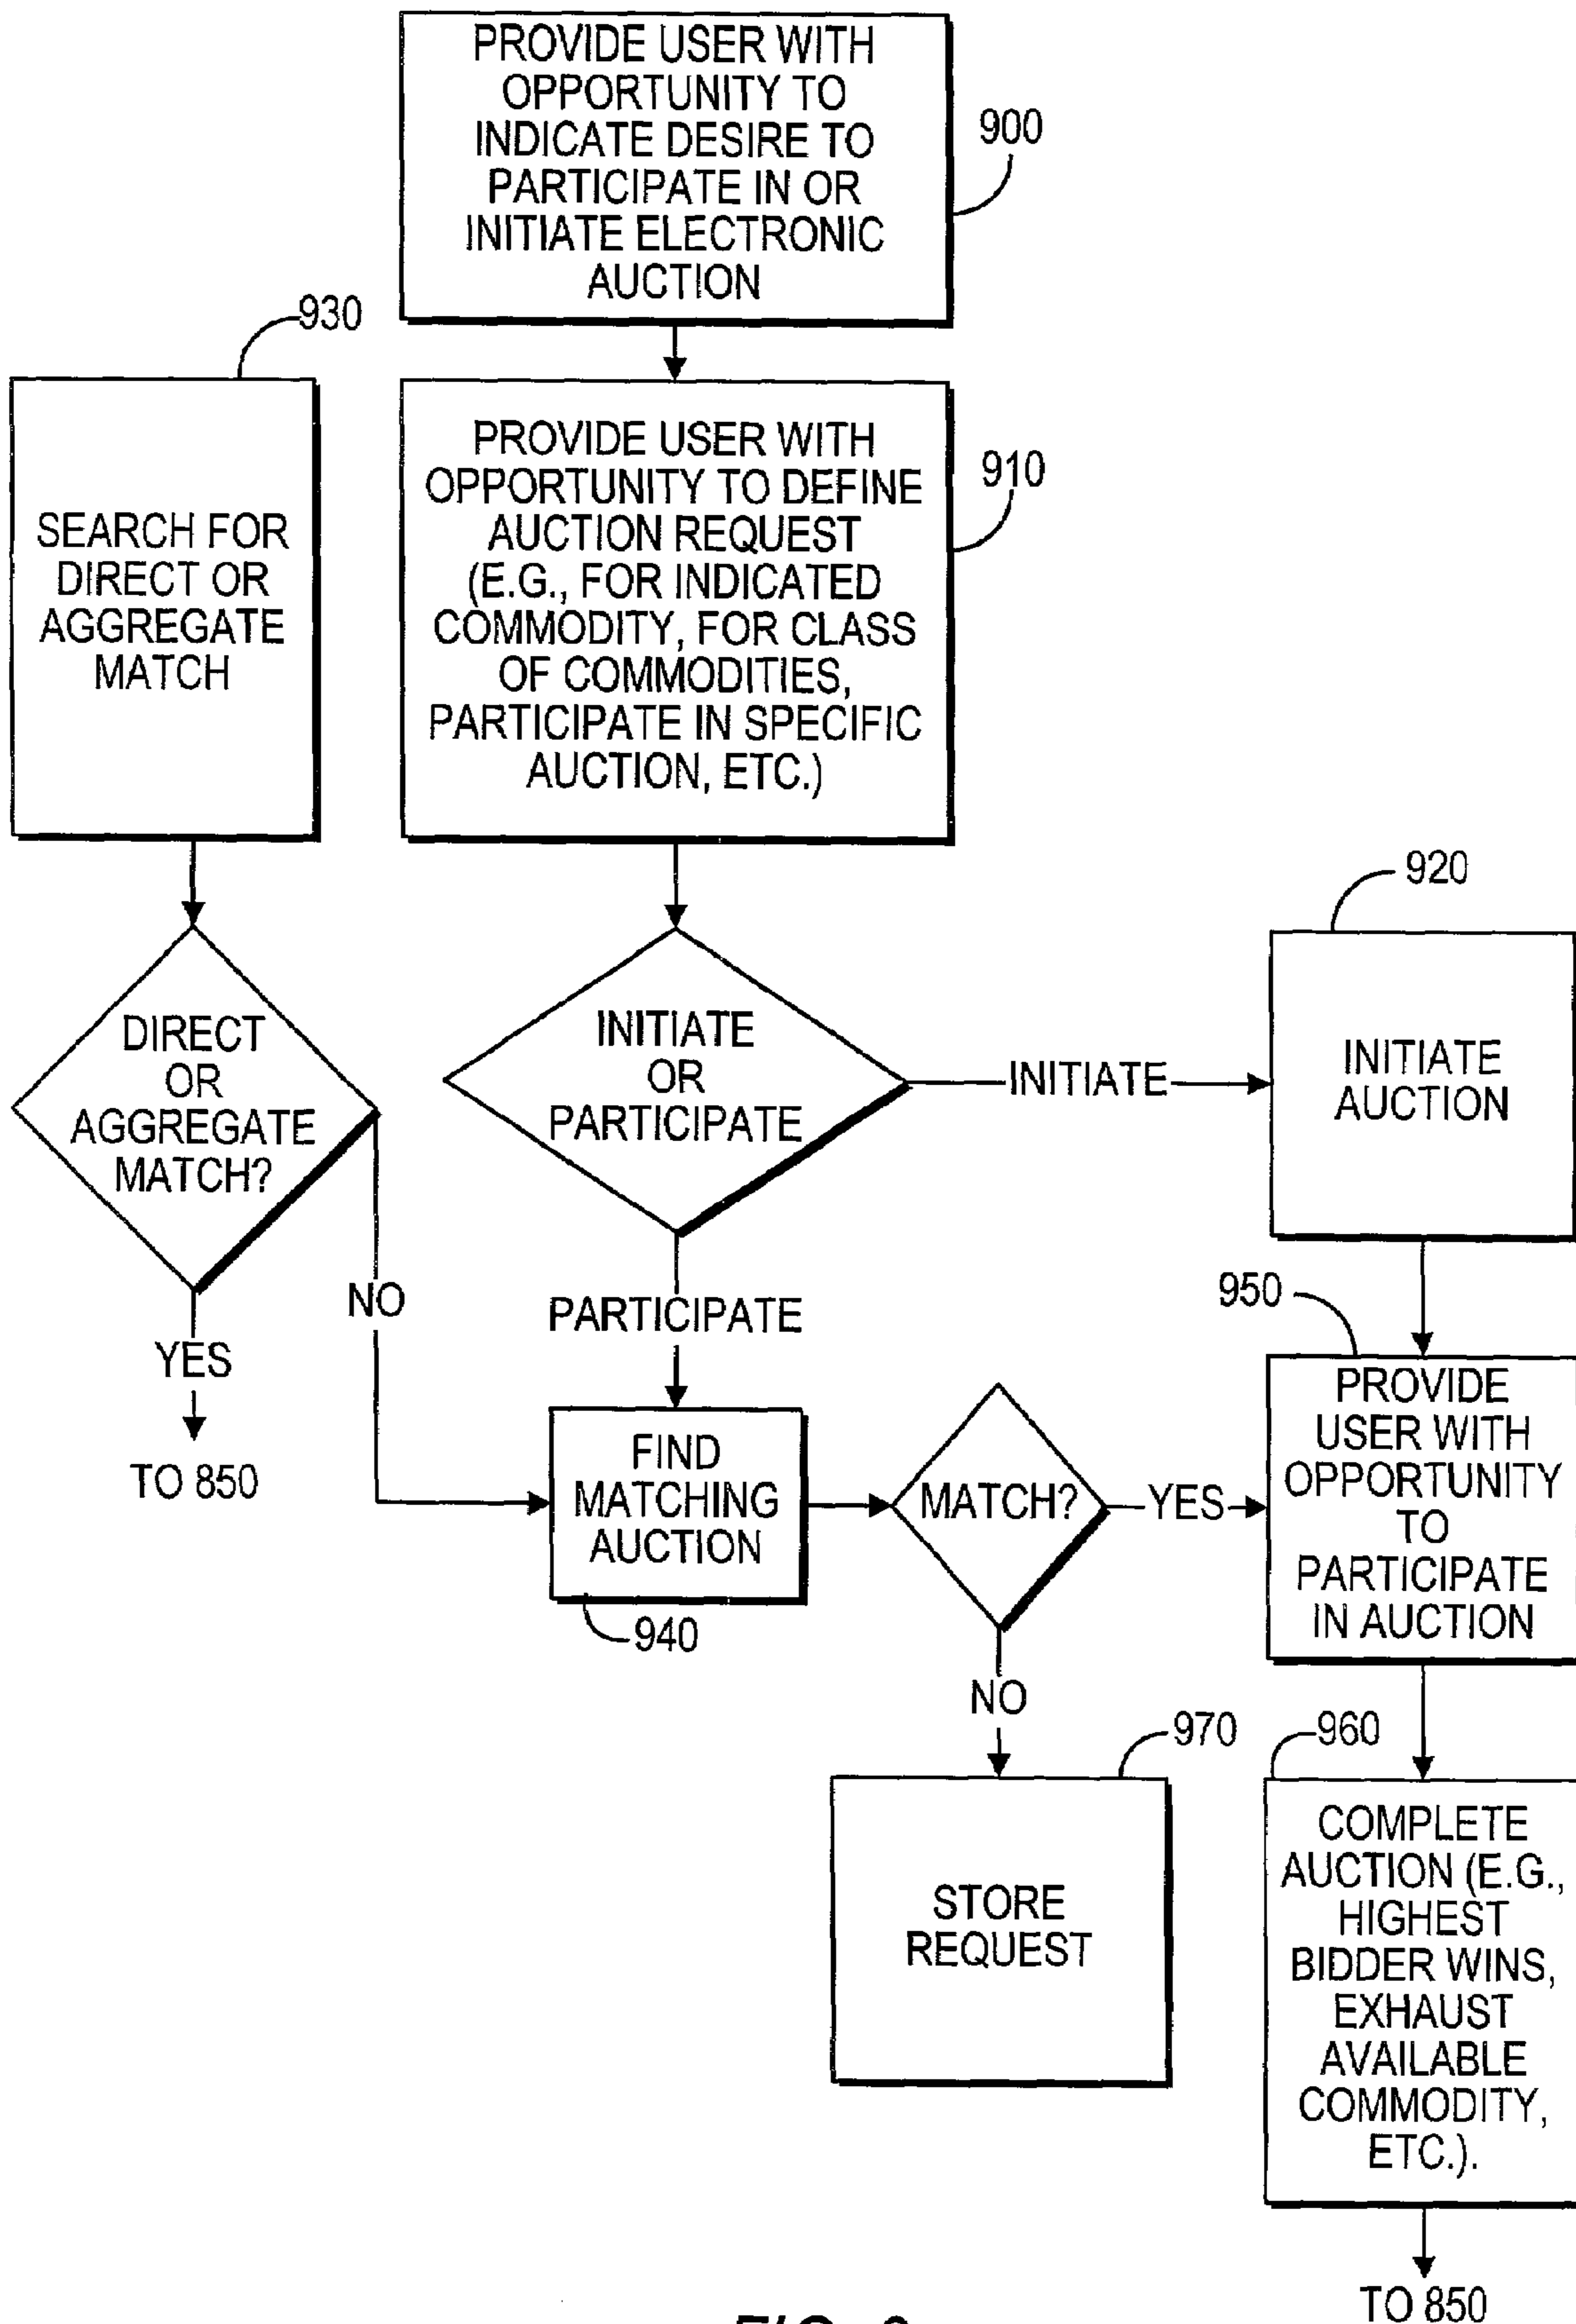 PROVIDE USER WITH
OPPORTUNITY TO
INDICATE DESIRE TO
PARTICIPATE IN OR
INITIATE ELECTRONIC
AUCTION
900
930
SEARCH FOR
DIRECT OR
AGGREGATE
MATCH
PROVIDE USER WITH
OPPORTUNITY TO DEFINE
AUCTION REQUEST
(E.G., FOR INDICATED
COMMODITY, FOR CLASS
OF COMMODITIES,
PARTICIPATE IN SPECIFIC
AUCTION, ETC.)
910
920
DIRECT
OR
AGGREGATE
MATCH?
INITIATE
OR
PARTICIPATE
INITIATE
INITIATE
AUCTION
NO
YES
TO 850
PARTICIPATE
950
FIND
MATCHING
AUCTION
940
MATCH?
YES
PROVIDE
USER WITH
OPPORTUNITY
TO
PARTICIPATE
IN AUCTION
NO
970
STORE
REQUEST
960
COMPLETE
AUCTION (E.G.,
HIGHEST
BIDDER WINS,
EXHAUST
AVAILABLE
COMMODITY,
ETC.).
TO 850